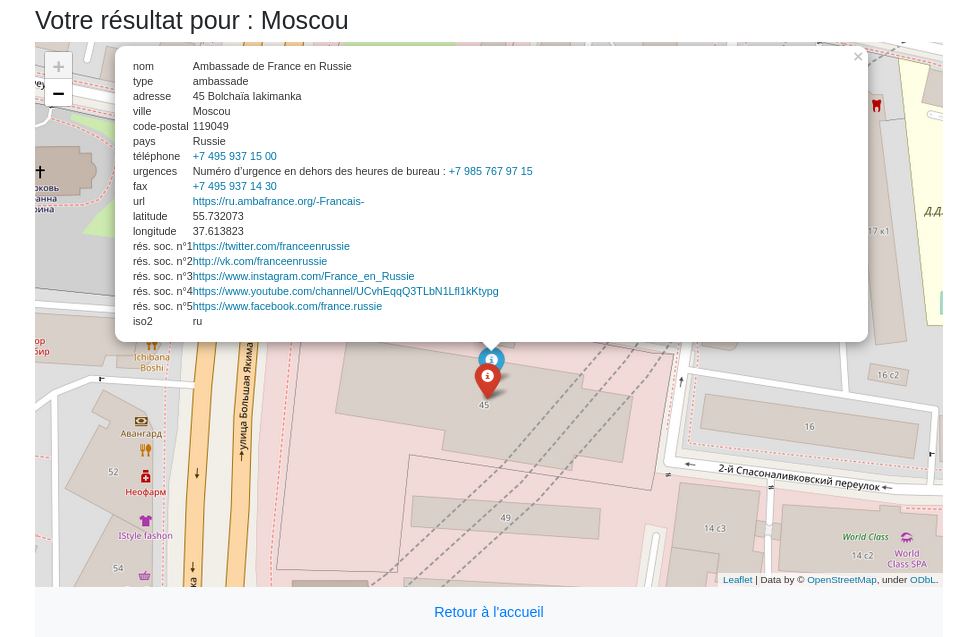 Votre résultat pour : Moscou
+
−
×
nom Ambassade de France en Russie
type ambassade
adresse 45 Bolchaïa Iakimanka
ville Moscou
code-postal 119049
pays Russie
téléphone +7 495 937 15 00
urgences Numéro d’urgence en dehors des heures de bureau : +7 985 767 97 15
fax +7 495 937 14 30
url https://ru.ambafrance.org/-Francais-
latitude 55.732073
longitude 37.613823
rés. soc. n°1 https://twitter.com/franceenrussie
rés. soc. n°2 http://vk.com/franceenrussie
rés. soc. n°3 https://www.instagram.com/France_en_Russie
rés. soc. n°4 https://www.youtube.com/channel/UCvhEqqQ3TLbN1Lfl1kKtypg
rés. soc. n°5 https://www.facebook.com/france.russie
iso2 ru
17 к1
Ichibana
Boshi
улица Большая Якима
45
16 с2
16
Авангард
52
Неофарм
2-й Спасоналивковский переулок
49
14 с3
IStyle fashon
54
World Class
14 с2
World
Class SPA
Leaflet | Data by © OpenStreetMap, under ODbL.
Retour à l'accueil